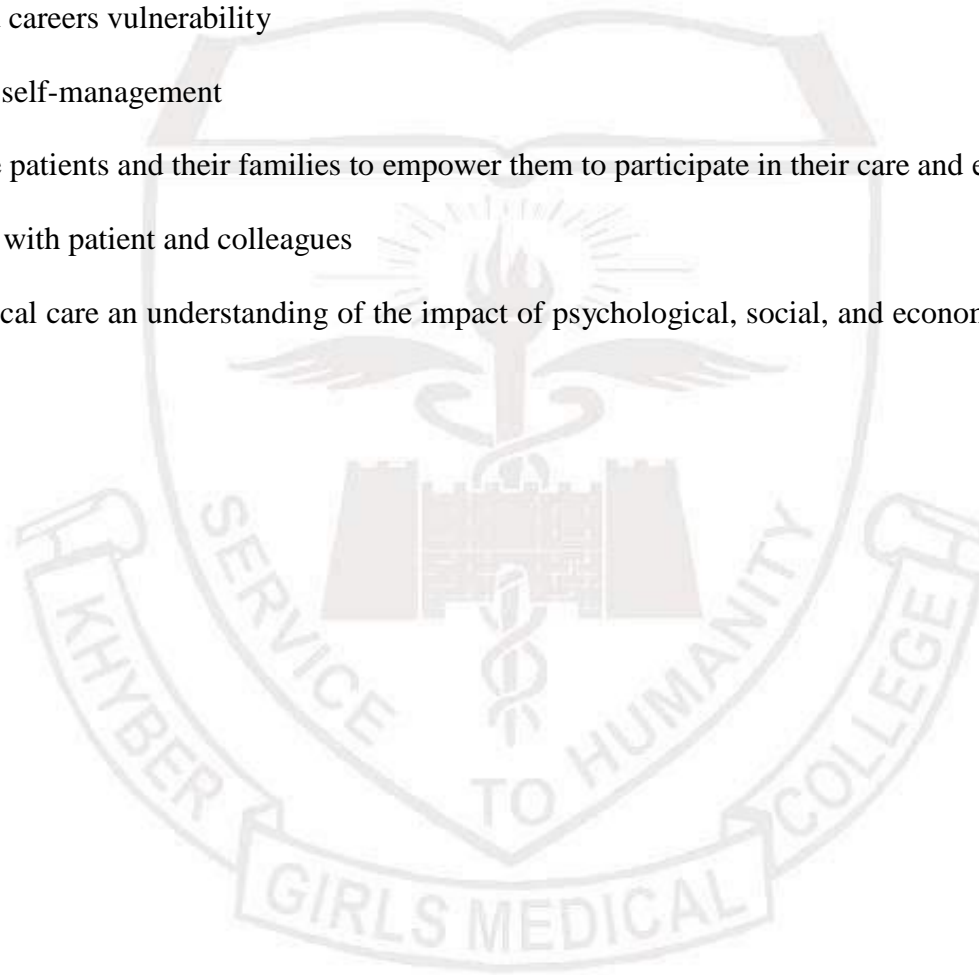 careers vulnerability
self-management
patients and their families to empower them to participate in their care and
with patient and colleagues
cal care an understanding of the impact of psychological, social, and econom
SERVICE TO HUMANITY
KHYBER GIRLS MEDICAL COLLEGE